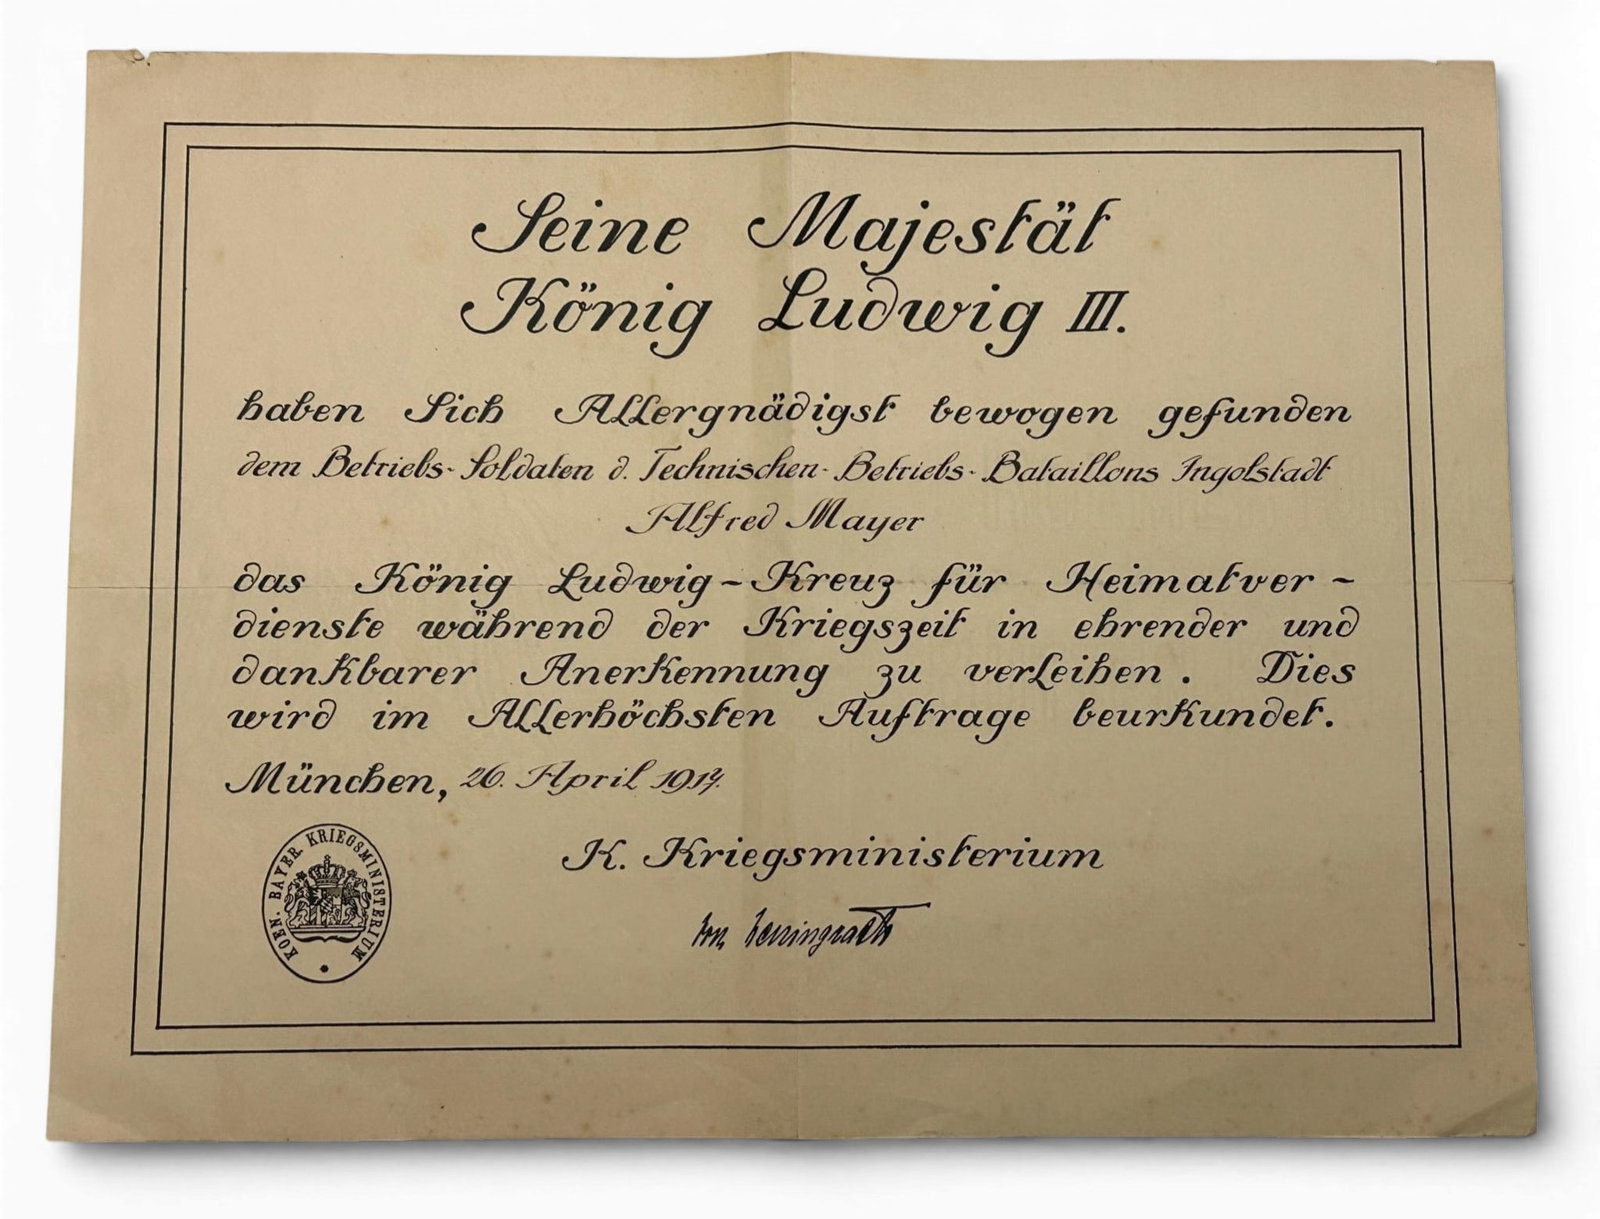 Seine Majestät
König Ludwig III.
haben Sich Allergnädigst bewogen gefunden
dem Betriebs-Soldaten d. Technischen-Betriebs-Bataillons Ingolstadt
Alfred Mayer
das König Ludwig-Kreuz für Heimatver-
dienste während der Kriegszeit in ehrender und
dankbarer Anerkennung zu verleihen. Dies
wird im Allerhöchsten Auftrage beurkundet.
München, 26. April 1917.
KOEN. BAYER. KRIEGSMINISTERIUM
K. Kriegsministerium
von